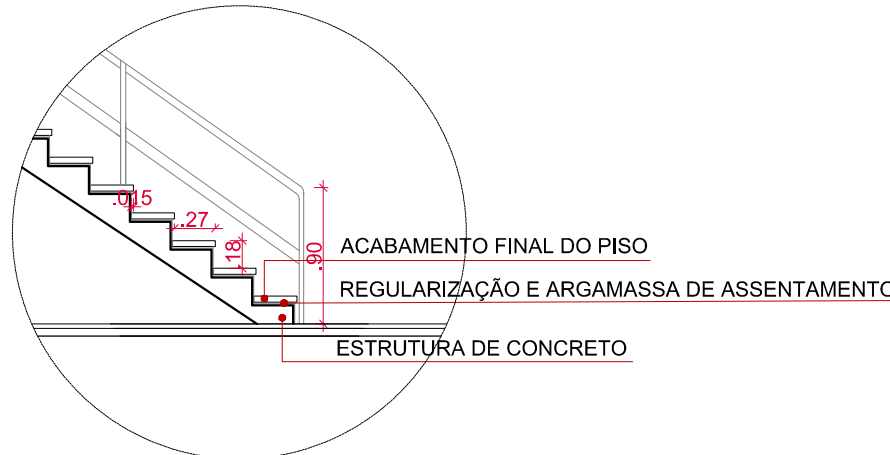 .015
.27
.18
.90
ACABAMENTO FINAL DO PISO
REGULARIZAÇÃO E ARGAMASSA DE ASSENTAMENTO
ESTRUTURA DE CONCRETO